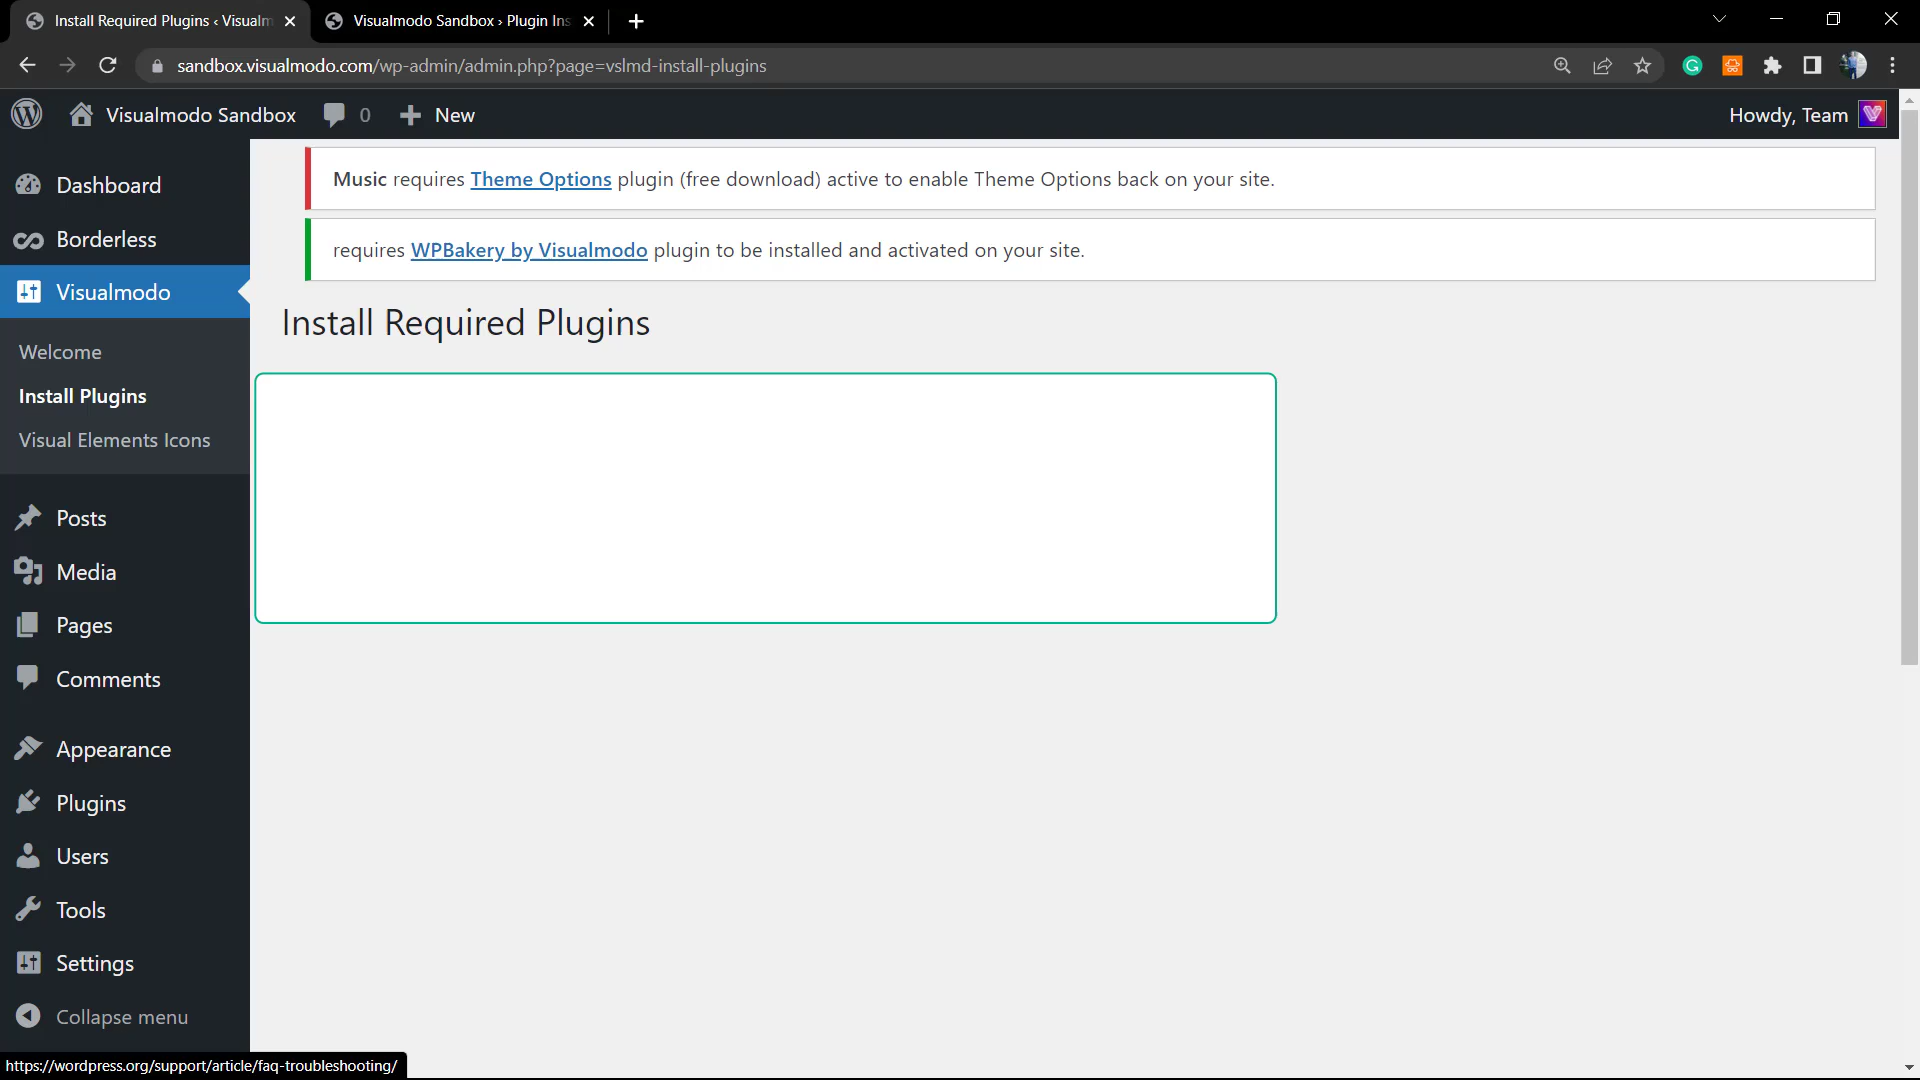 Install Required Plugins ‹ Visualm
Visualmodo Sandbox › Plugin Ins
sandbox.visualmodo.com/wp-admin/admin.php?page=vslmd-install-plugins
Visualmodo Sandbox
0
New
Howdy, Team
Dashboard
Borderless
Visualmodo
Welcome
Install Plugins
Visual Elements Icons
Posts
Media
Pages
Comments
Appearance
Plugins
Users
Tools
Settings
Collapse menu
Music requires Theme Options plugin (free download) active to enable Theme Options back on your site.
requires WPBakery by Visualmodo plugin to be installed and activated on your site.
Install Required Plugins
https://wordpress.org/support/article/faq-troubleshooting/